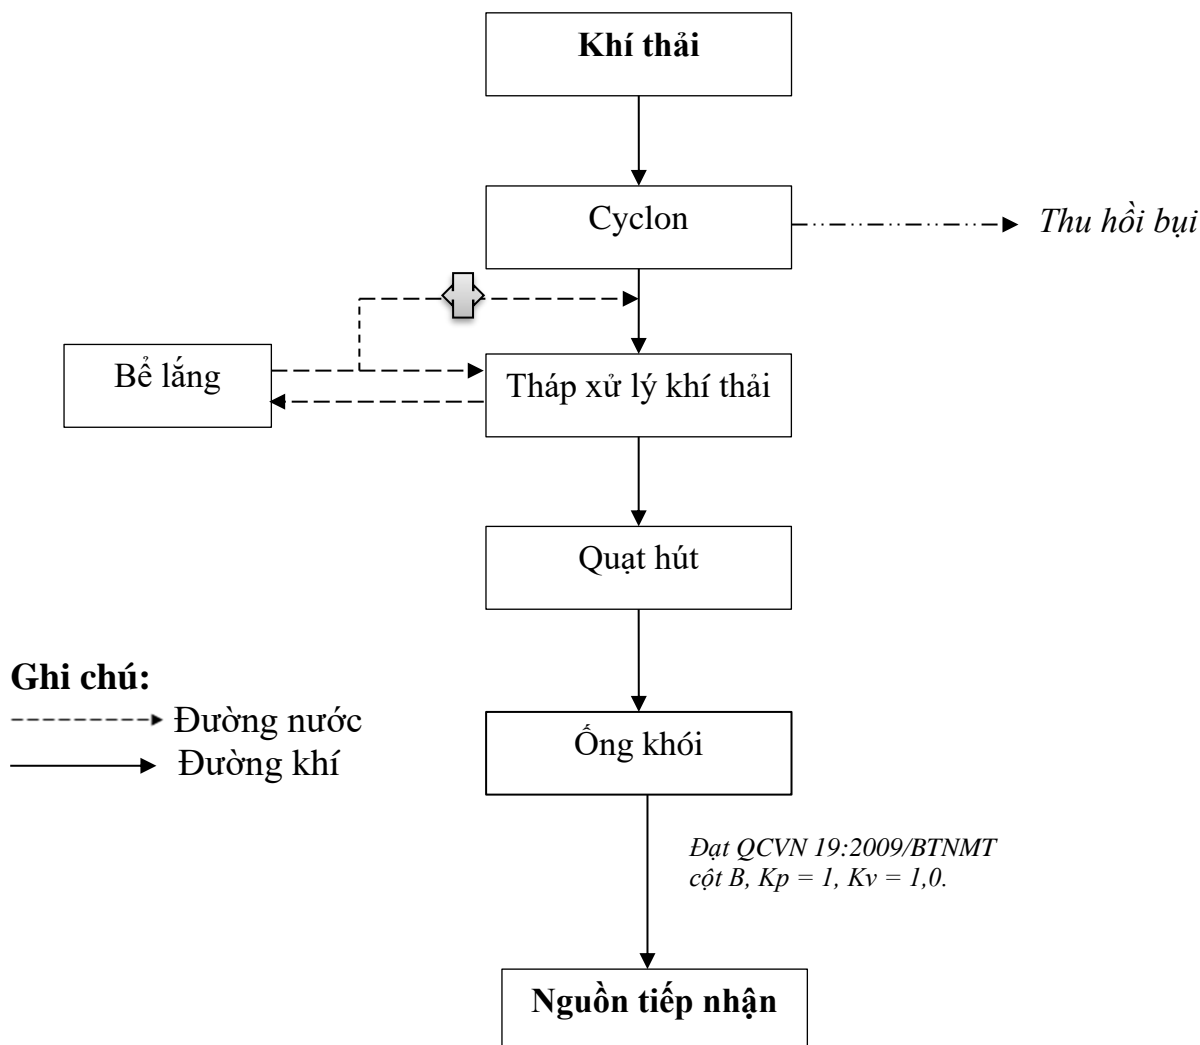 Khí thải
Cyclon
Thu hồi bụi
Bể lắng
Tháp xử lý khí thải
Quạt hút
Ghi chú:
Đường nước
Đường khí
Ống khói
Đạt QCVN 19:2009/BTNMT
cột B, Kp = 1, Kv = 1,0.
Nguồn tiếp nhận